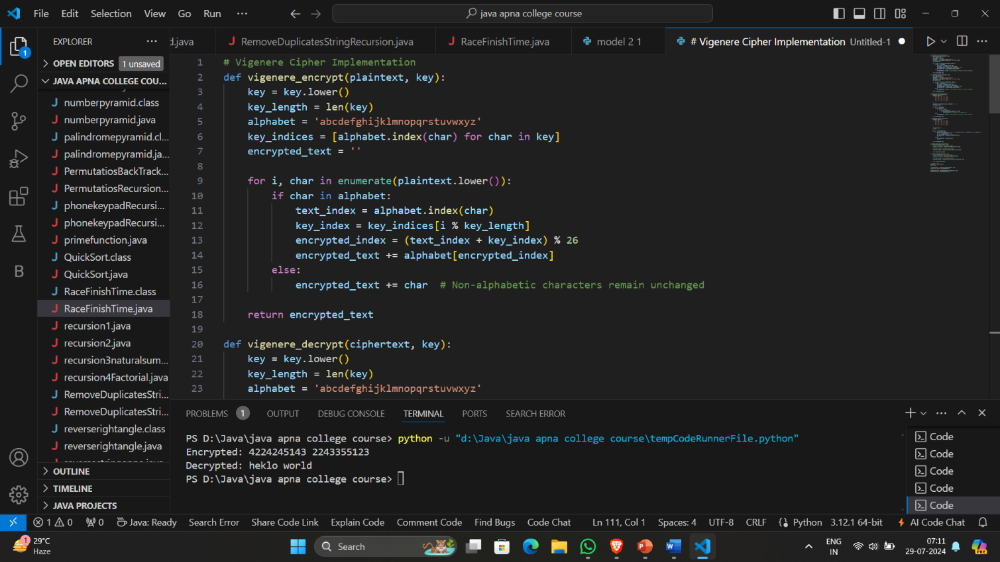 File Edit Selection View Go Run ···
java apna college course
EXPLORER ···
d.java
RemoveDuplicatesStringRecursion.java
RaceFinishTime.java
model 2 1
# Vigenere Cipher Implementation Untitled-1
1
OPEN EDITORS 1 unsaved
JAVA APNA COLLEGE COU...
numberpyramid.class
numberpyramid.java
palindromepyramid.cl...
palindromepyramid.ja...
PermutatiosBackTrack...
PermutatiosRecursion...
phonekeypadRecursi...
phonekeypadRecursi...
primefunction.java
QuickSort.class
QuickSort.java
RaceFinishTime.class
RaceFinishTime.java
recursion1.java
recursion2.java
recursion3naturalsum...
recursion4Factorial.java
RemoveDuplicatesStri...
RemoveDuplicatesStri...
reverserightangle.class
reverserightangle.java
OUTLINE
TIMELINE
JAVA PROJECTS
B
1 # Vigenere Cipher Implementation
2 def vigenere_encrypt(plaintext, key):
3 key = key.lower()
4 key_length = len(key)
5 alphabet = 'abcdefghijklmnopqrstuvwxyz'
6 key_indices = [alphabet.index(char) for char in key]
7 encrypted_text = ''
8
9 for i, char in enumerate(plaintext.lower()):
10 if char in alphabet:
11 text_index = alphabet.index(char)
12 key_index = key_indices[i % key_length]
13 encrypted_index = (text_index + key_index) % 26
14 encrypted_text += alphabet[encrypted_index]
15 else:
16 encrypted_text += char # Non-alphabetic characters remain unchanged
17
18 return encrypted_text
19
20 def vigenere_decrypt(ciphertext, key):
21 key = key.lower()
22 key_length = len(key)
23 alphabet = 'abcdefghijklmnopqrstuvwxyz'
PROBLEMS 1 OUTPUT DEBUG CONSOLE TERMINAL PORTS SEARCH ERROR
PS D:\Java\java apna college course> python -u "d:\Java\java apna college course\tempCodeRunnerFile.python"
Encrypted: 4224245143 2243355123
Decrypted: heklo world
PS D:\Java\java apna college course>
Code
Code
Code
Code
Code
1 0 0 Java: Ready Search Error Share Code Link Explain Code Comment Code Find Bugs Code Chat Ln 111, Col 1 Spaces: 4 UTF-8 CRLF Python 3.12.1 64-bit AI Code Chat
1
29°C
Haze
Search
ENG
IN
07:11
29-07-2024
PRE